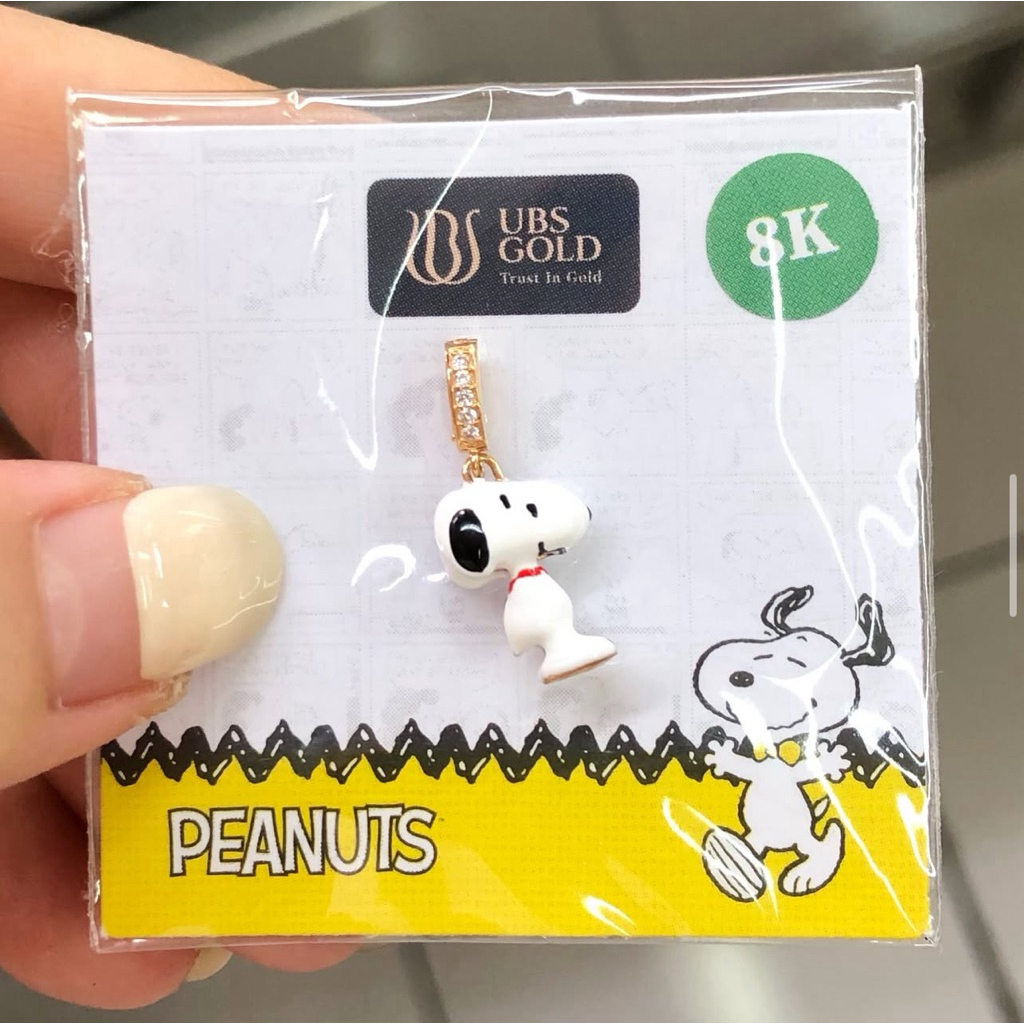 UBS
GOLD
Trust In Gold
8K
PEANUTS